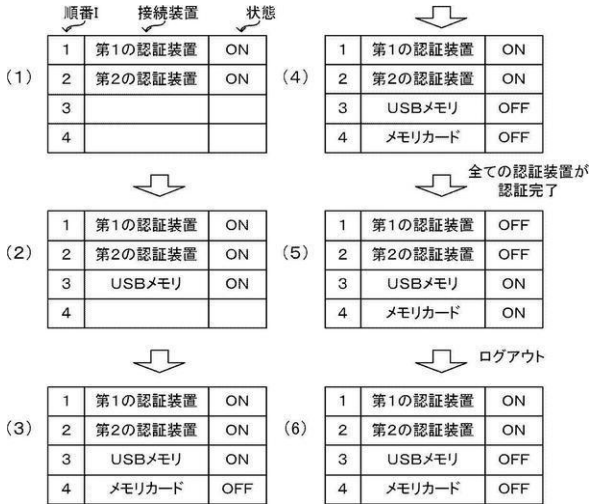 順番I 接続装置 状態
(1)
1 第1の認証装置 ON
2 第2の認証装置 ON
3
4
(2)
1 第1の認証装置 ON
2 第2の認証装置 ON
3 USBメモリ ON
4
(3)
1 第1の認証装置 ON
2 第2の認証装置 ON
3 USBメモリ ON
4 メモリカード OFF
(4)
1 第1の認証装置 ON
2 第2の認証装置 ON
3 USBメモリ OFF
4 メモリカード OFF
全ての認証装置が
認証完了
(5)
1 第1の認証装置 OFF
2 第2の認証装置 OFF
3 USBメモリ ON
4 メモリカード ON
ログアウト
(6)
1 第1の認証装置 ON
2 第2の認証装置 ON
3 USBメモリ OFF
4 メモリカード OFF